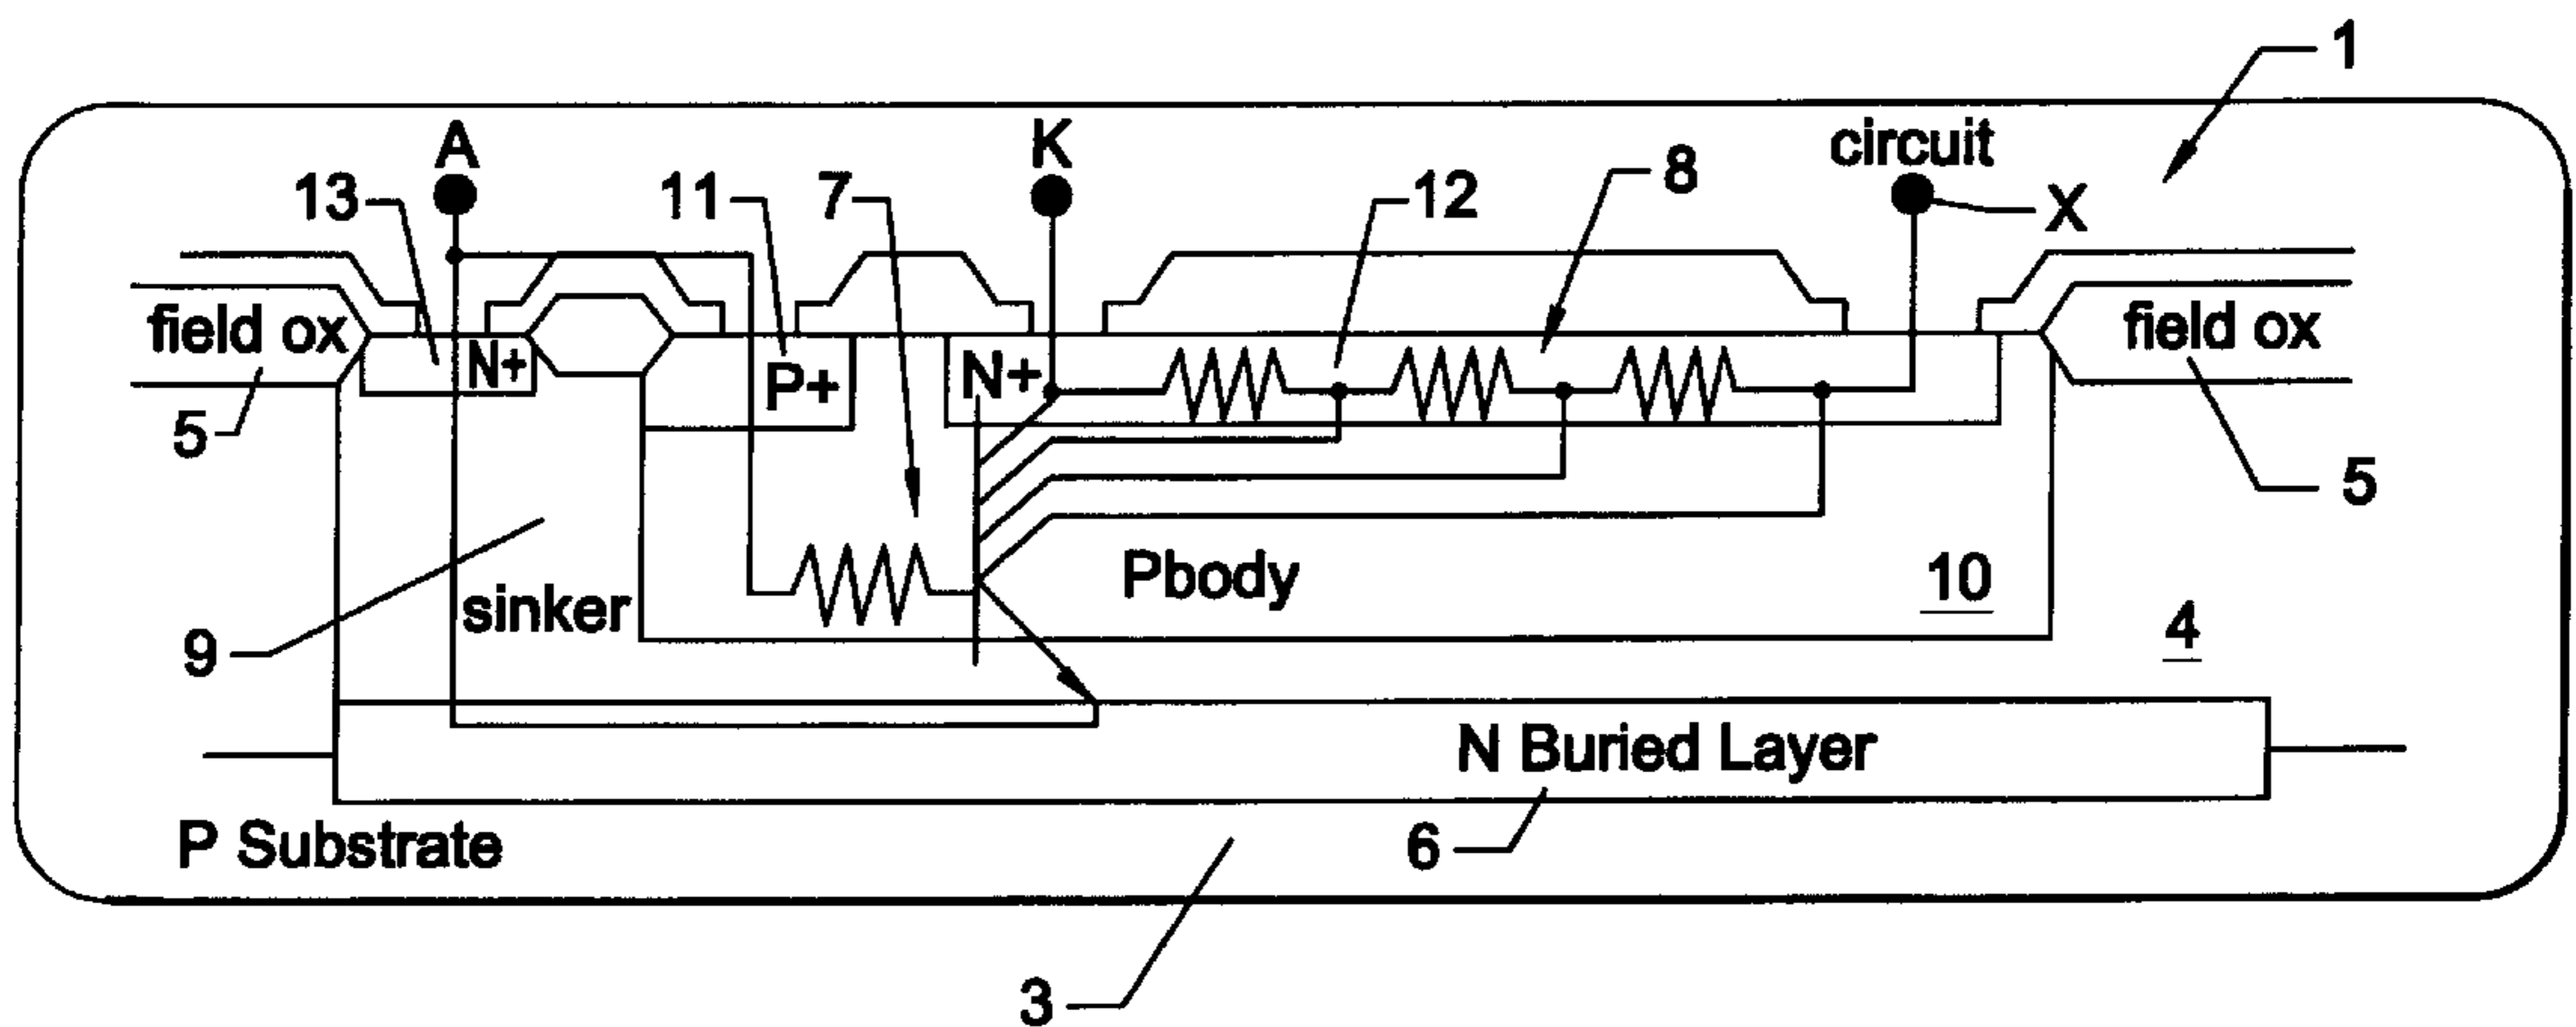 1
A K circuit
13 11 7 12 8 X
field ox N+ P+ N+ field ox
5 5
Pbody 10
sinker
9 4
N Buried Layer
P Substrate 6
3